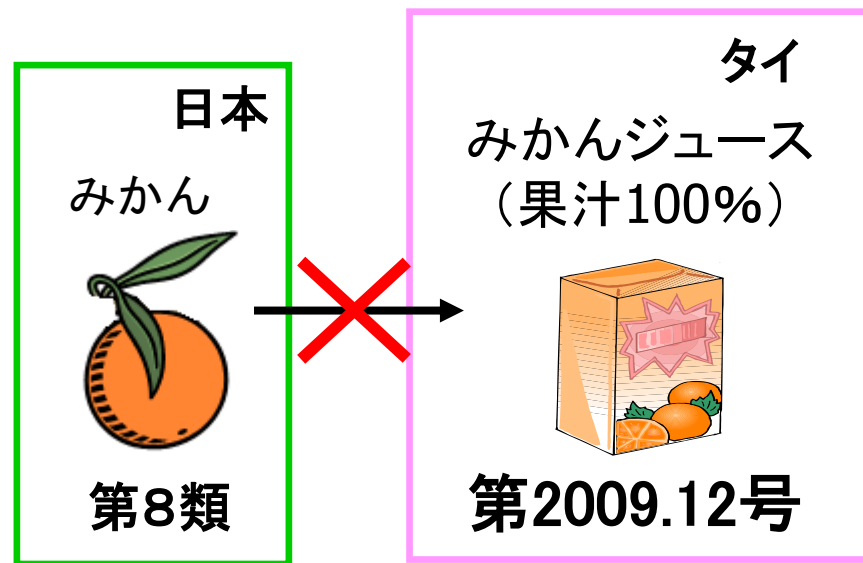 日本
みかん
第８類
タイ
みかんジュース
（果汁100％）
第2009.12号